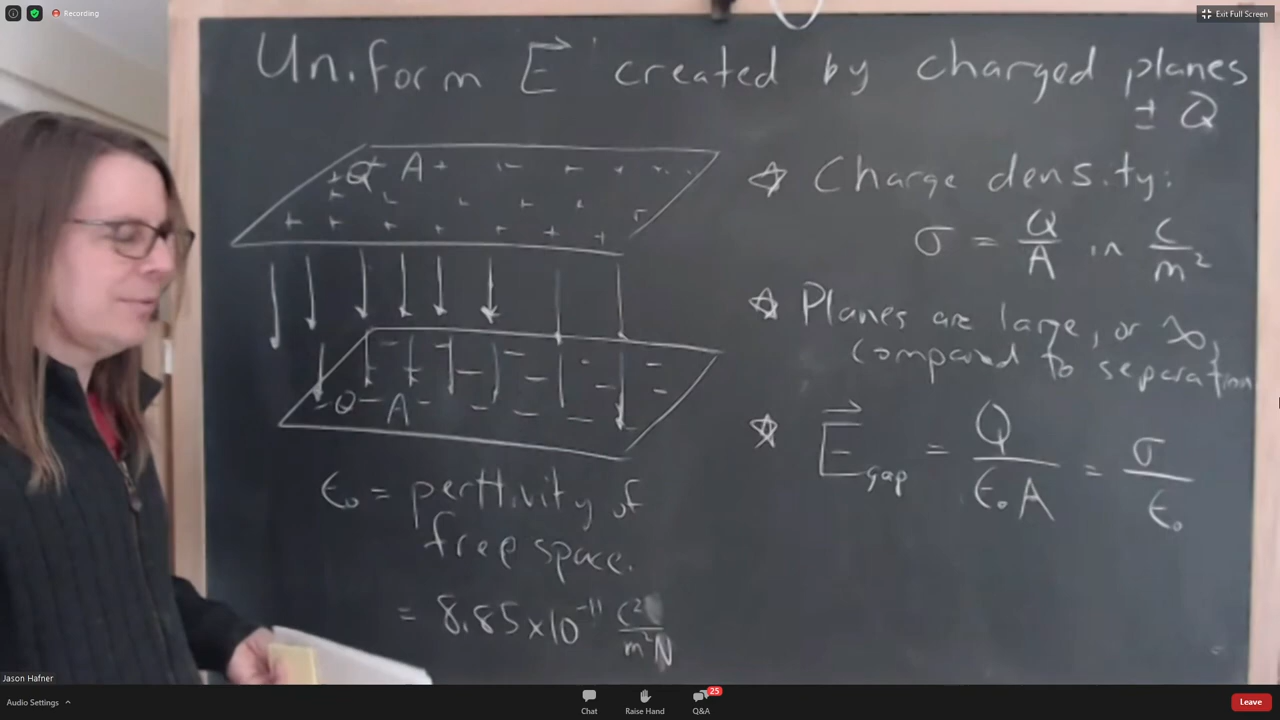 Recording
Exit Full Screen
Uniform E created by charged planes
± Q
Q A
☆ Charge density:
σ = Q/A in C/m²
☆ Planes are large, or ∞,
compared to separation
-Q A
☆ E gap = Q/ε₀A = σ/ε₀
ε₀ = perttivity of
free space.
= 8.85×10⁻¹¹ C²/m²N
Jason Hafner
Audio Settings
Chat
Raise Hand
25
Q&A
Leave